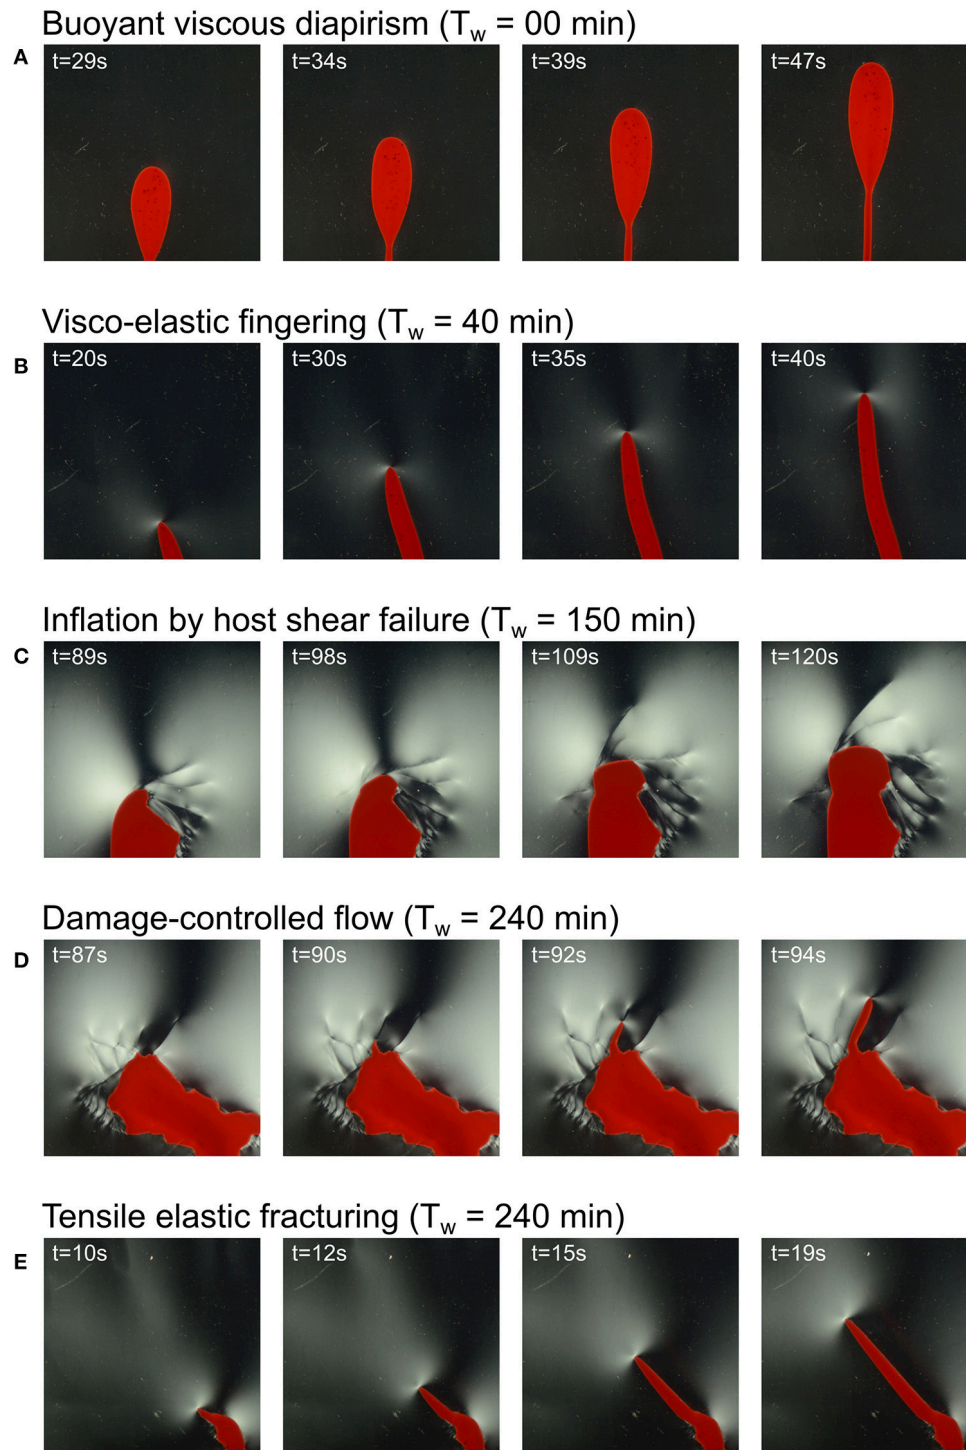 Buoyant viscous diapirism (Tw = 00 min)
A
t=29s
t=34s
t=39s
t=47s
Visco-elastic fingering (Tw = 40 min)
B
t=20s
t=30s
t=35s
t=40s
Inflation by host shear failure (Tw = 150 min)
C
t=89s
t=98s
t=109s
t=120s
Damage-controlled flow (Tw = 240 min)
D
t=87s
t=90s
t=92s
t=94s
Tensile elastic fracturing (Tw = 240 min)
E
t=10s
t=12s
t=15s
t=19s